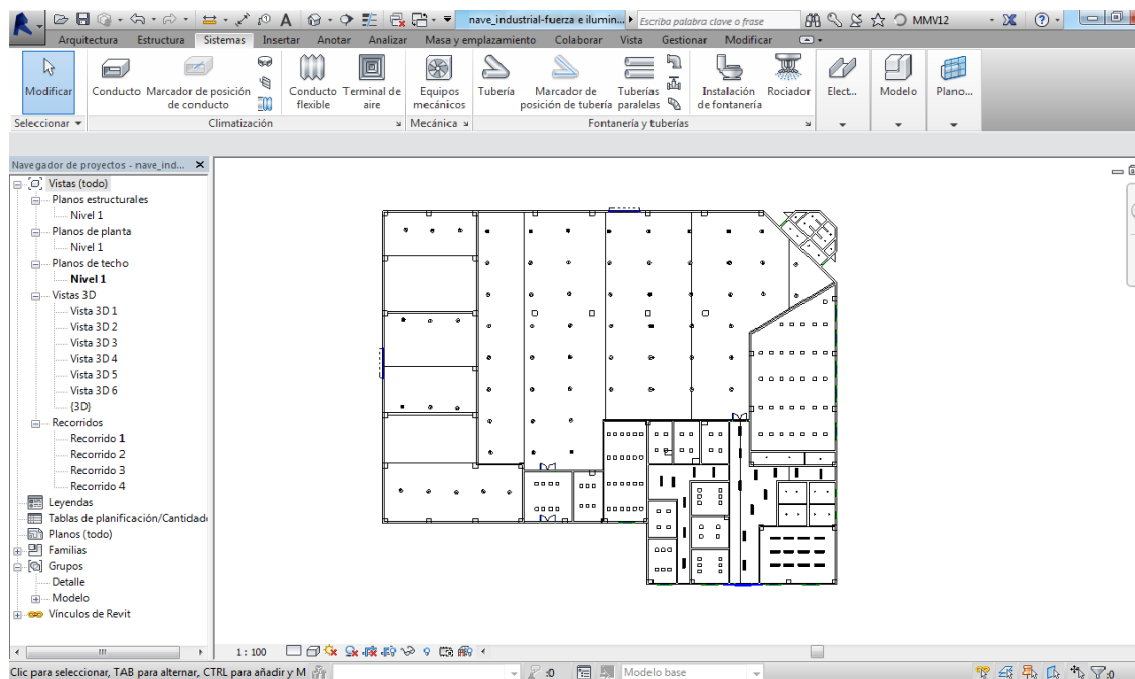 nave_industrial-fuerza e ilumin...
Escriba palabra clave o frase
MMV12
Arquitectura Estructura Sistemas Insertar Anotar Analizar Masa y emplazamiento Colaborar Vista Gestionar Modificar
Modificar
Conducto
Marcador de posición
de conducto
Conducto
flexible
Terminal de
aire
Equipos
mecánicos
Tubería
Marcador de
posición de tubería
Tuberías
paralelas
Instalación
de fontanería
Rociador
Elect...
Modelo
Plano...
Seleccionar Climatización Mecánica Fontanería y tuberías
Navegador de proyectos - nave_ind...
Vistas (todo)
Planos estructurales
Nivel 1
Planos de planta
Nivel 1
Planos de techo
Nivel 1
Vistas 3D
Vista 3D 1
Vista 3D 2
Vista 3D 3
Vista 3D 4
Vista 3D 5
Vista 3D 6
{3D}
Recorridos
Recorrido 1
Recorrido 2
Recorrido 3
Recorrido 4
Leyendas
Tablas de planificación/Cantidad
Planos (todo)
Familias
Grupos
Detalle
Modelo
Vínculos de Revit
1 : 100
Clic para seleccionar, TAB para alternar, CTRL para añadir y M :0 Modelo base :0